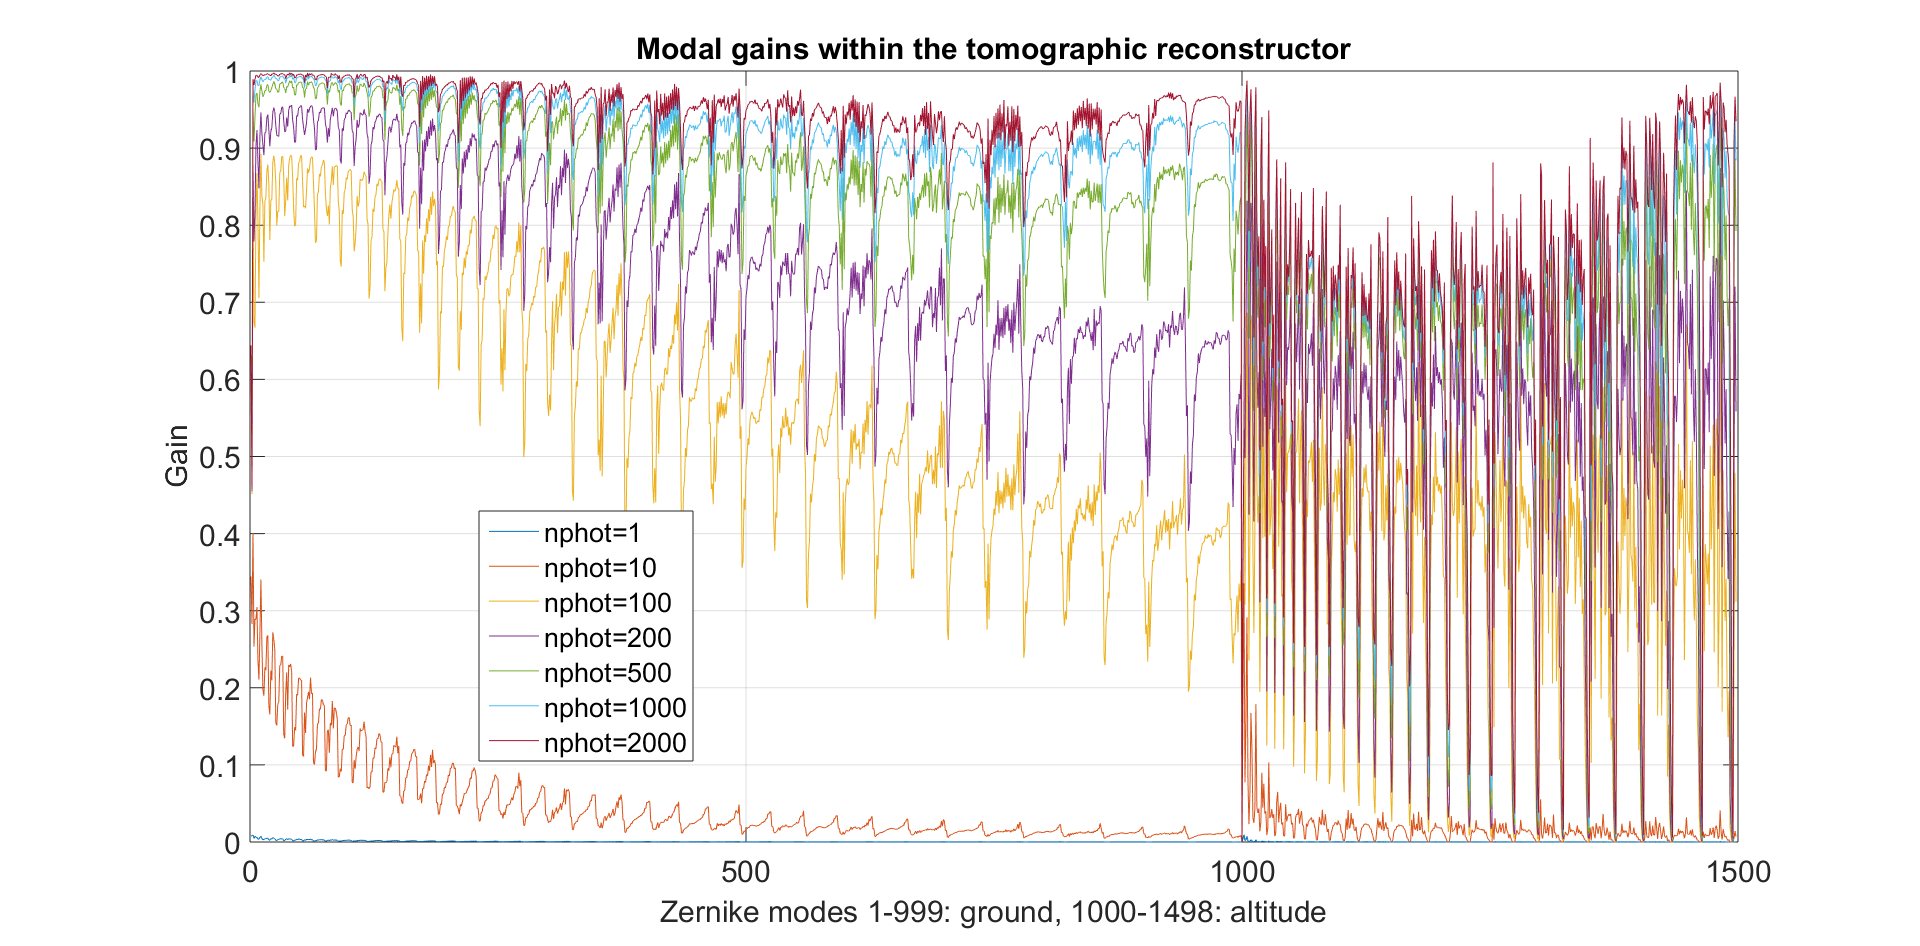 Modal gains within the tomographic reconstructor
1
0.9
0.8
0.7
0.6
0.5
0.4
0.3
0.2
0.1
0
Gain
nphot=1
nphot=10
nphot=100
nphot=200
nphot=500
nphot=1000
nphot=2000
0 500 1000 1500
Zernike modes 1-999: ground, 1000-1498: altitude